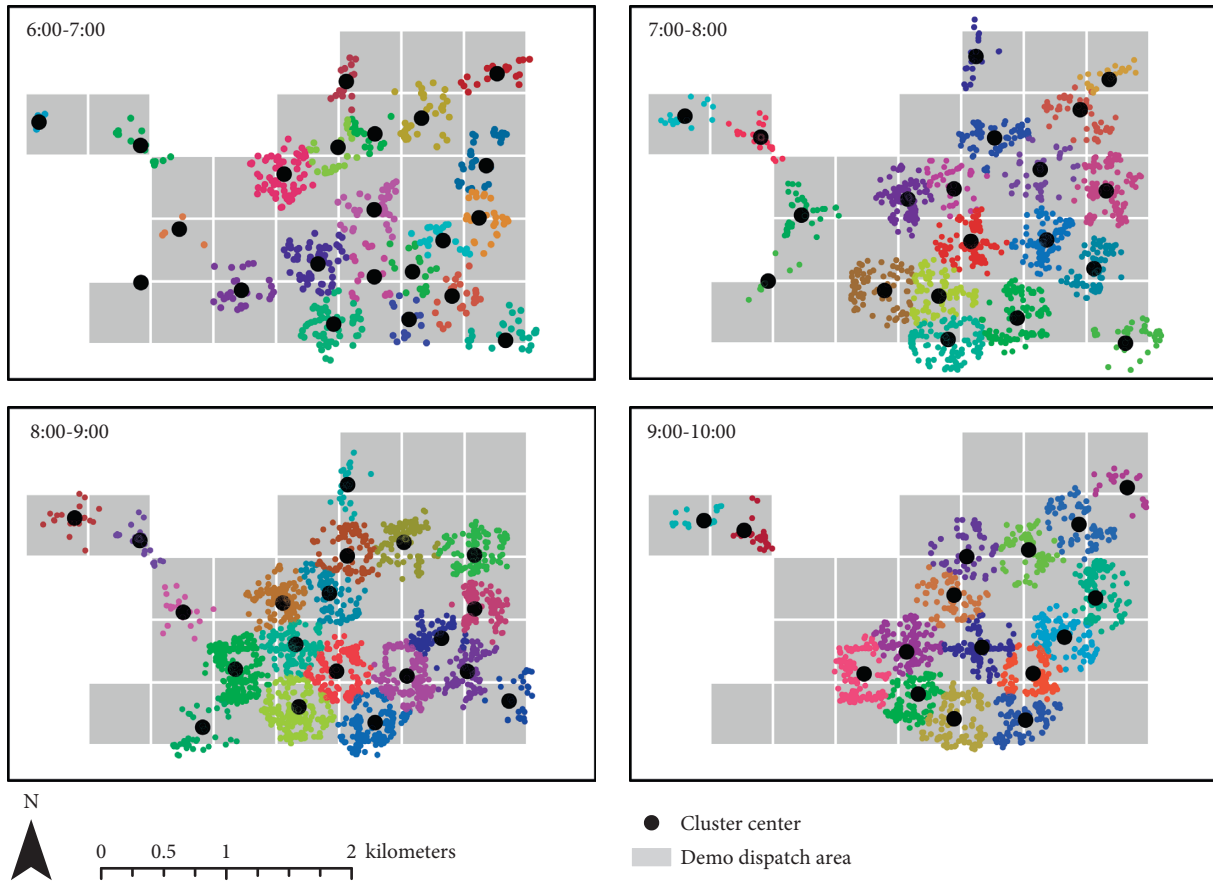 6:00-7:00
7:00-8:00
8:00-9:00
9:00-10:00
N
0 0.5 1 2 kilometers
Cluster center
Demo dispatch area